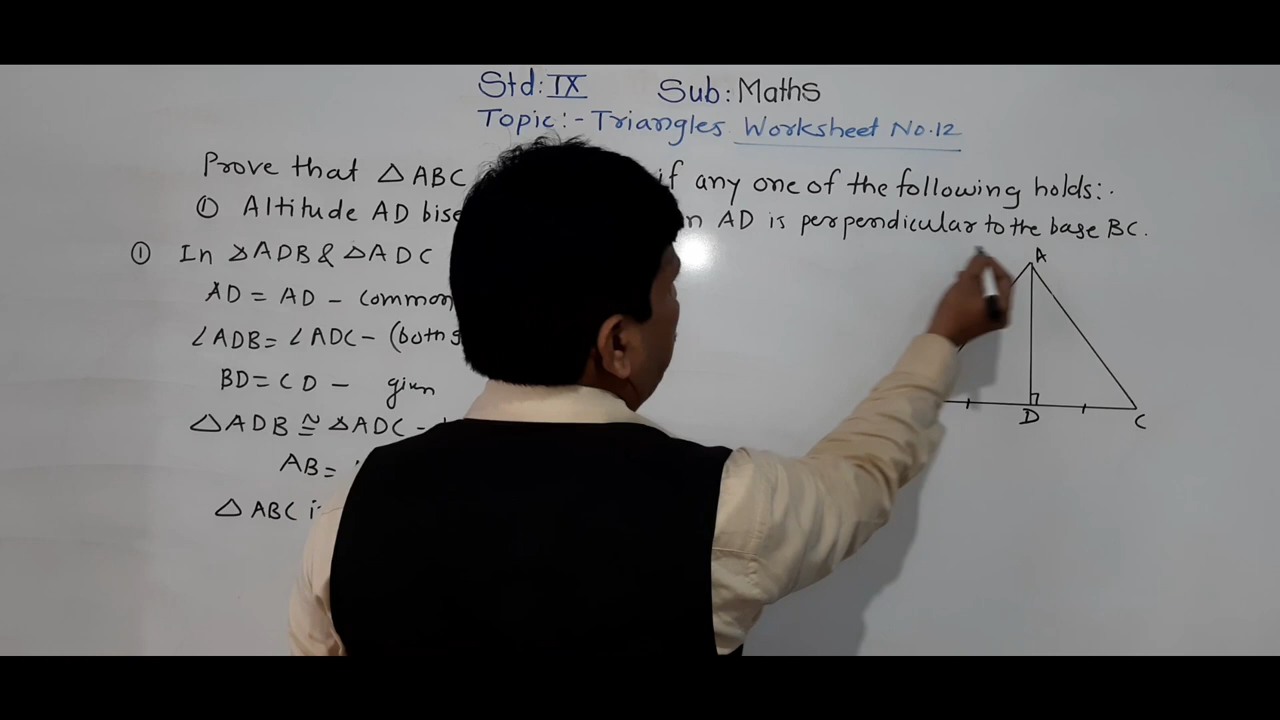 Std: IX Sub: Maths
Topic:- Triangles Worksheet No.12
Prove that △ABC if any one of the following holds:.
① Altitude AD AD is perpendicular to the base BC.
① In △ADB & △ADC
AD = AD - common
∠ADB = ∠ADC - (both
BD = CD - given
△ADB ≅ △ADC -
AB =
△ABC
A
D
C